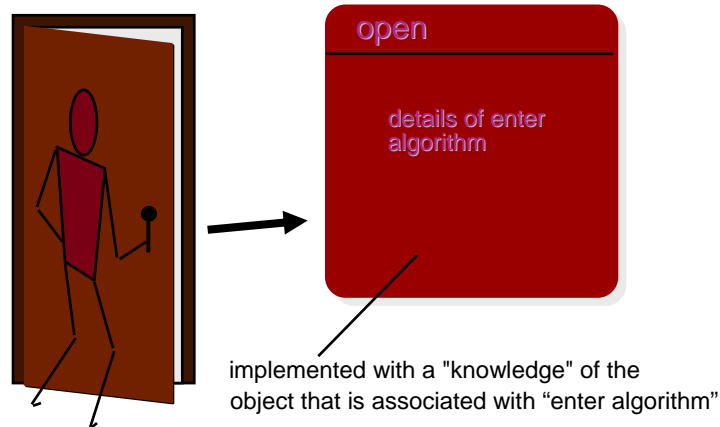 open
details of enter
algorithm
implemented with a "knowledge" of the
object that is associated with “enter algorithm”